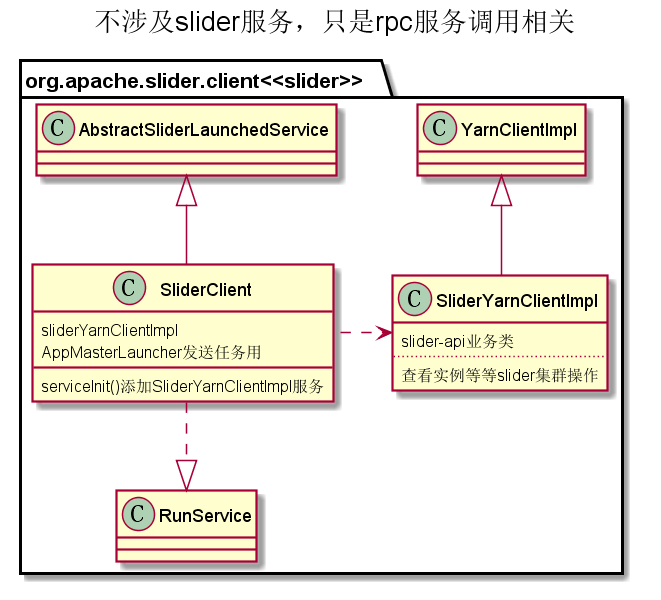 不涉及slider服务，只是rpc服务调用相关
org.apache.slider.client<<slider>>
C AbstractSliderLaunchedService
C YarnClientImpl
C SliderClient
sliderYarnClientImpl
AppMasterLauncher发送任务用
serviceInit()添加SliderYarnClientImpl服务
C SliderYarnClientImpl
slider-api业务类
查看实例等等slider集群操作
C RunService